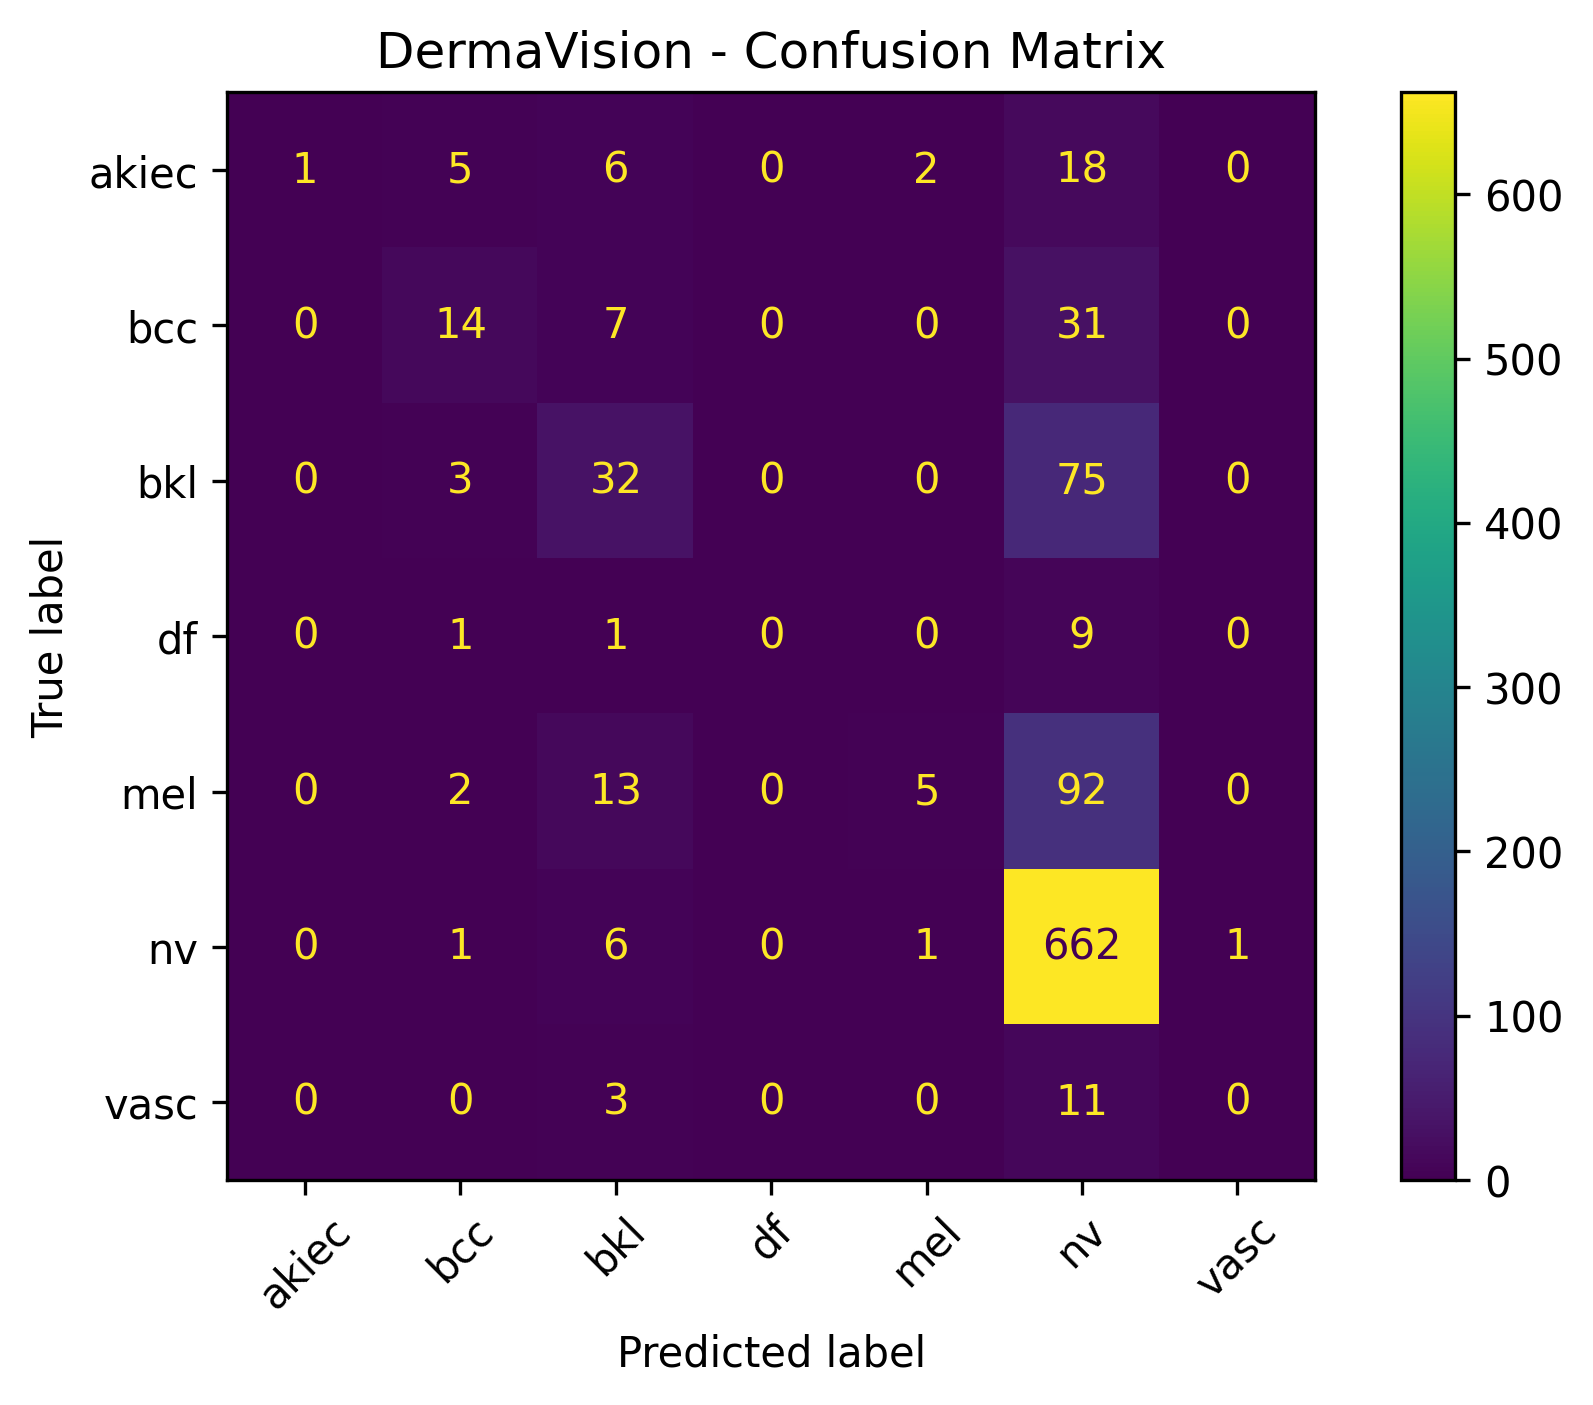 DermaVision - Confusion Matrix
True label
akiec 1 5 6 0 2 18 0
bcc 0 14 7 0 0 31 0
bkl 0 3 32 0 0 75 0
df 0 1 1 0 0 9 0
mel 0 2 13 0 5 92 0
nv 0 1 6 0 1 662 1
vasc 0 0 3 0 0 11 0
akiec bcc bkl df mel nv vasc
Predicted label
600
500
400
300
200
100
0